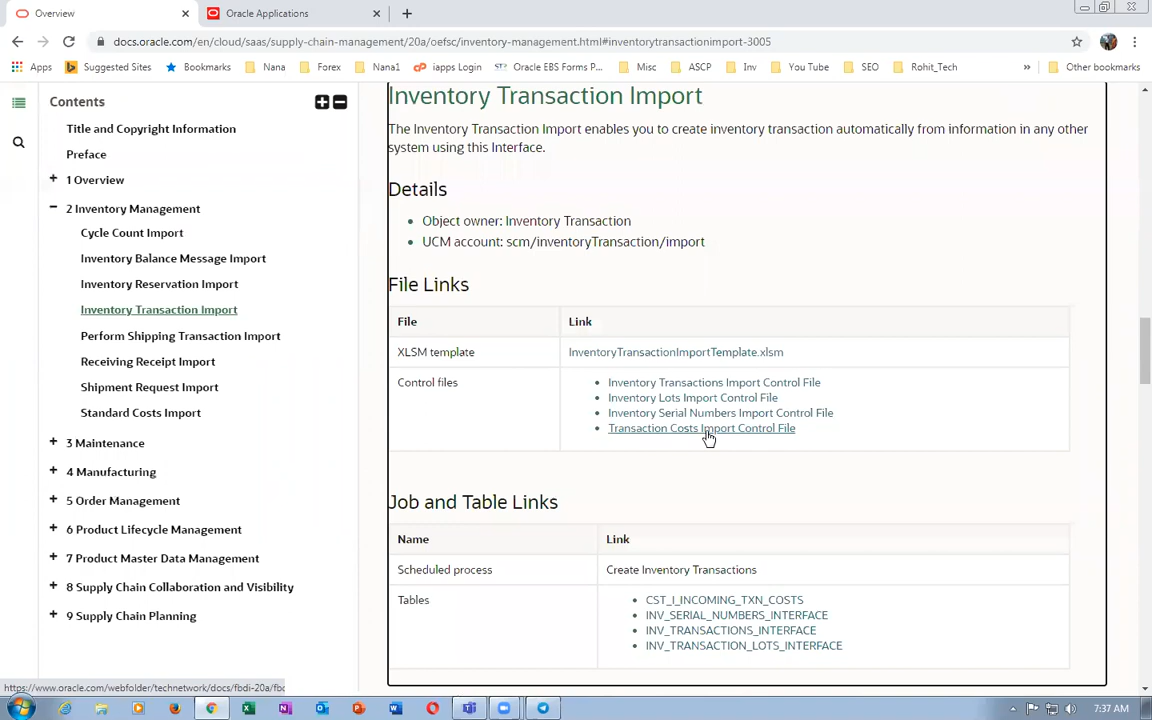 Overview
Oracle Applications
docs.oracle.com/en/cloud/saas/supply-chain-management/20a/oefsc/inventory-management.html#inventorytransactionimport-3005
Apps Suggested Sites Bookmarks Nana Forex Nana1 iapps Login Oracle EBS Forms P... Misc ASCP Inv You Tube SEO Rohit_Tech » Other bookmarks
Contents
Title and Copyright Information
Preface
1 Overview
2 Inventory Management
Cycle Count Import
Inventory Balance Message Import
Inventory Reservation Import
Inventory Transaction Import
Perform Shipping Transaction Import
Receiving Receipt Import
Shipment Request Import
Standard Costs Import
3 Maintenance
4 Manufacturing
5 Order Management
6 Product Lifecycle Management
7 Product Master Data Management
8 Supply Chain Collaboration and Visibility
9 Supply Chain Planning
Inventory Transaction Import
The Inventory Transaction Import enables you to create inventory transaction automatically from information in any other
system using this Interface.
Details
• Object owner: Inventory Transaction
• UCM account: scm/inventoryTransaction/import
File Links
File Link
XLSM template InventoryTransactionImportTemplate.xlsm
Control files • Inventory Transactions Import Control File
• Inventory Lots Import Control File
• Inventory Serial Numbers Import Control File
• Transaction Costs Import Control File
Job and Table Links
Name Link
Scheduled process Create Inventory Transactions
Tables • CST_I_INCOMING_TXN_COSTS
• INV_SERIAL_NUMBERS_INTERFACE
• INV_TRANSACTIONS_INTERFACE
• INV_TRANSACTION_LOTS_INTERFACE
https://www.oracle.com/webfolder/technetwork/docs/fbdi-20a/fbd
7:37 AM